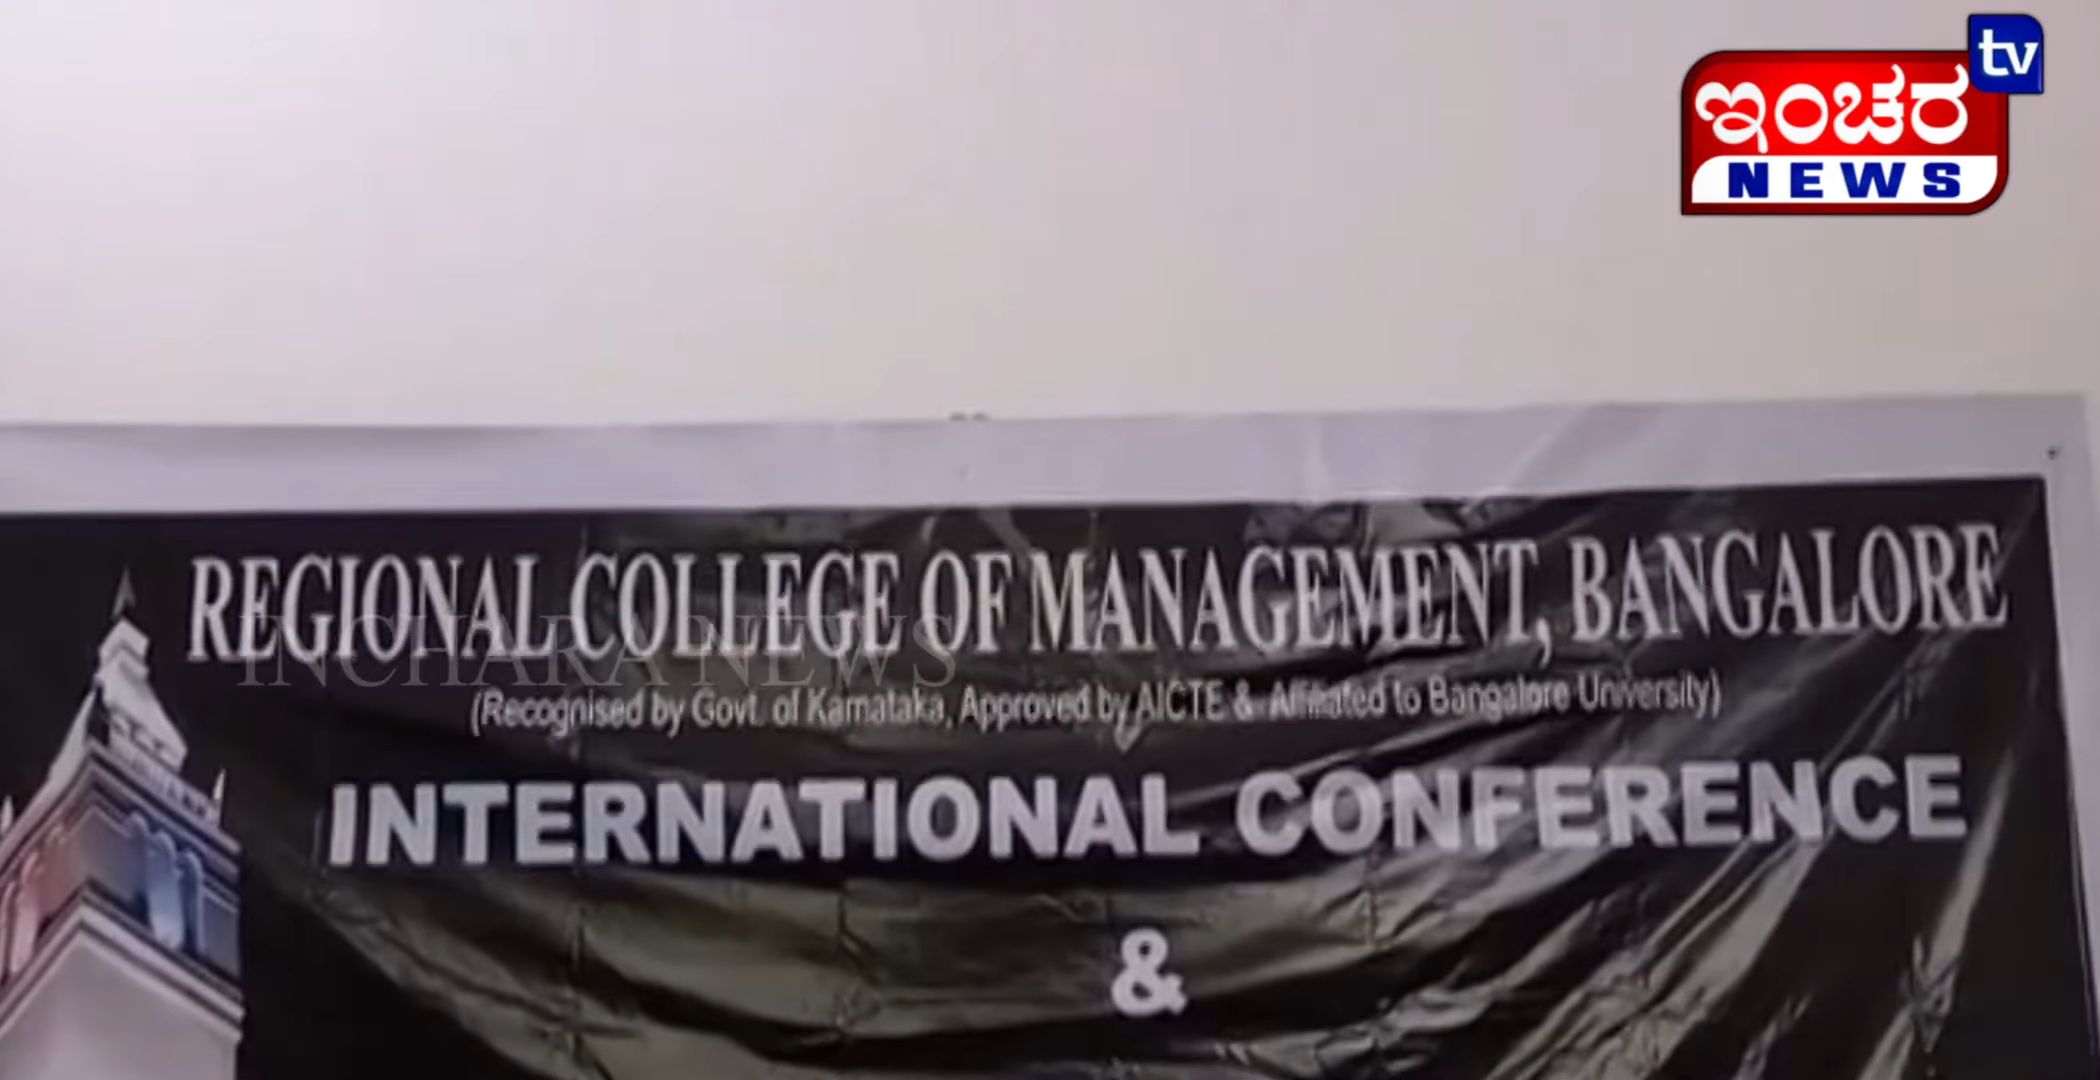 tv
ಇಂಚರ
NEWS
REGIONAL COLLEGE OF MANAGEMENT, BANGALORE
INCHARA NEWS
(Recognised by Govt. of Karnataka, Approved by AICTE & Affiliated to Bangalore University)
INTERNATIONAL CONFERENCE
&